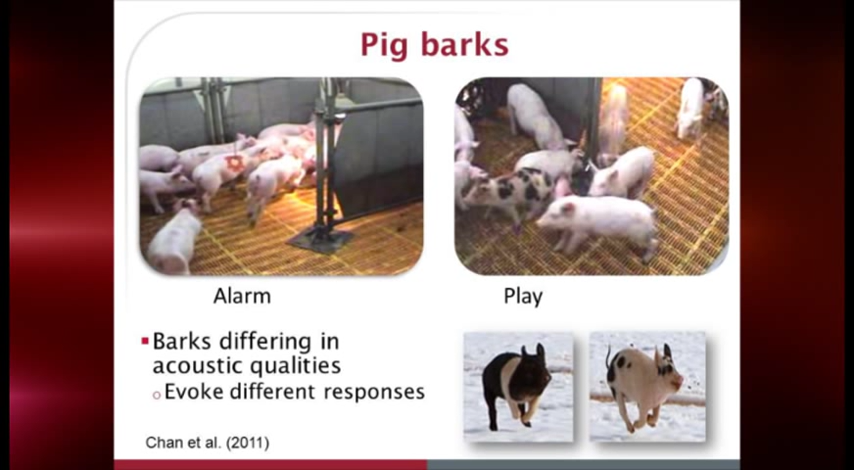 Pig barks
Alarm
Play
Barks differing in
acoustic qualities
Evoke different responses
Chan et al. (2011)